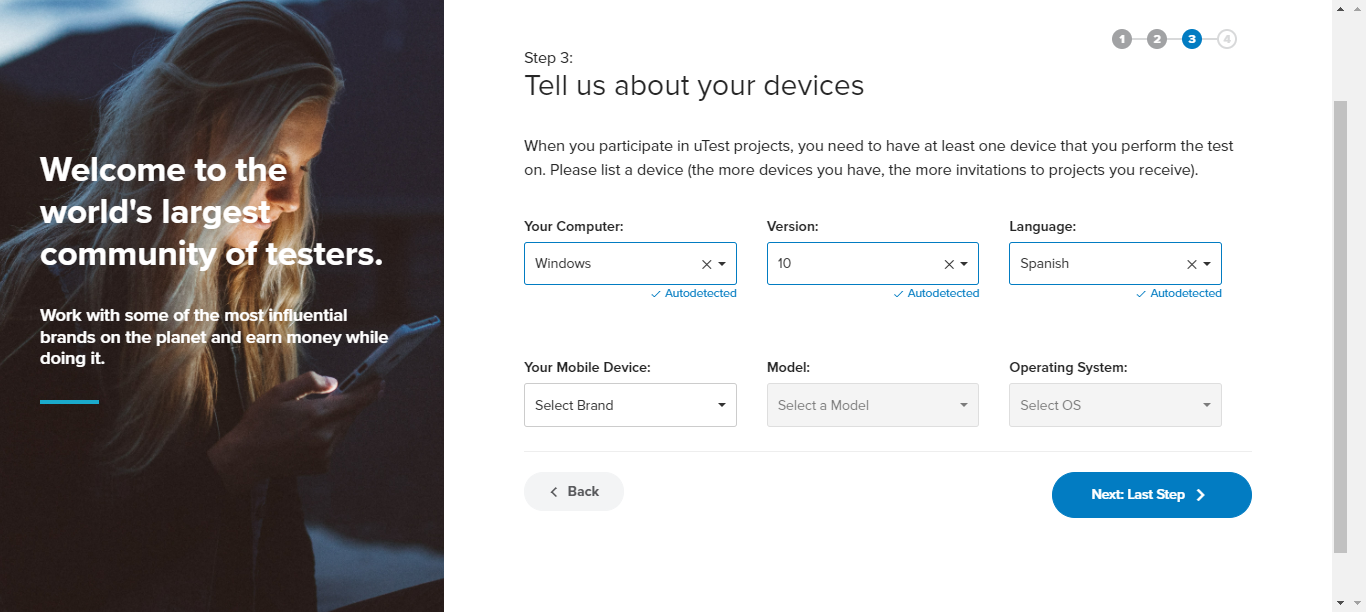 Welcome to the
world's largest
community of testers.
Work with some of the most influential
brands on the planet and earn money while
doing it.
1 2 3 4
Step 3:
Tell us about your devices
When you participate in uTest projects, you need to have at least one device that you perform the test
on. Please list a device (the more devices you have, the more invitations to projects you receive).
Your Computer: Version: Language:
Windows 10 Spanish
Autodetected Autodetected Autodetected
Your Mobile Device: Model: Operating System:
Select Brand Select a Model Select OS
Back Next: Last Step